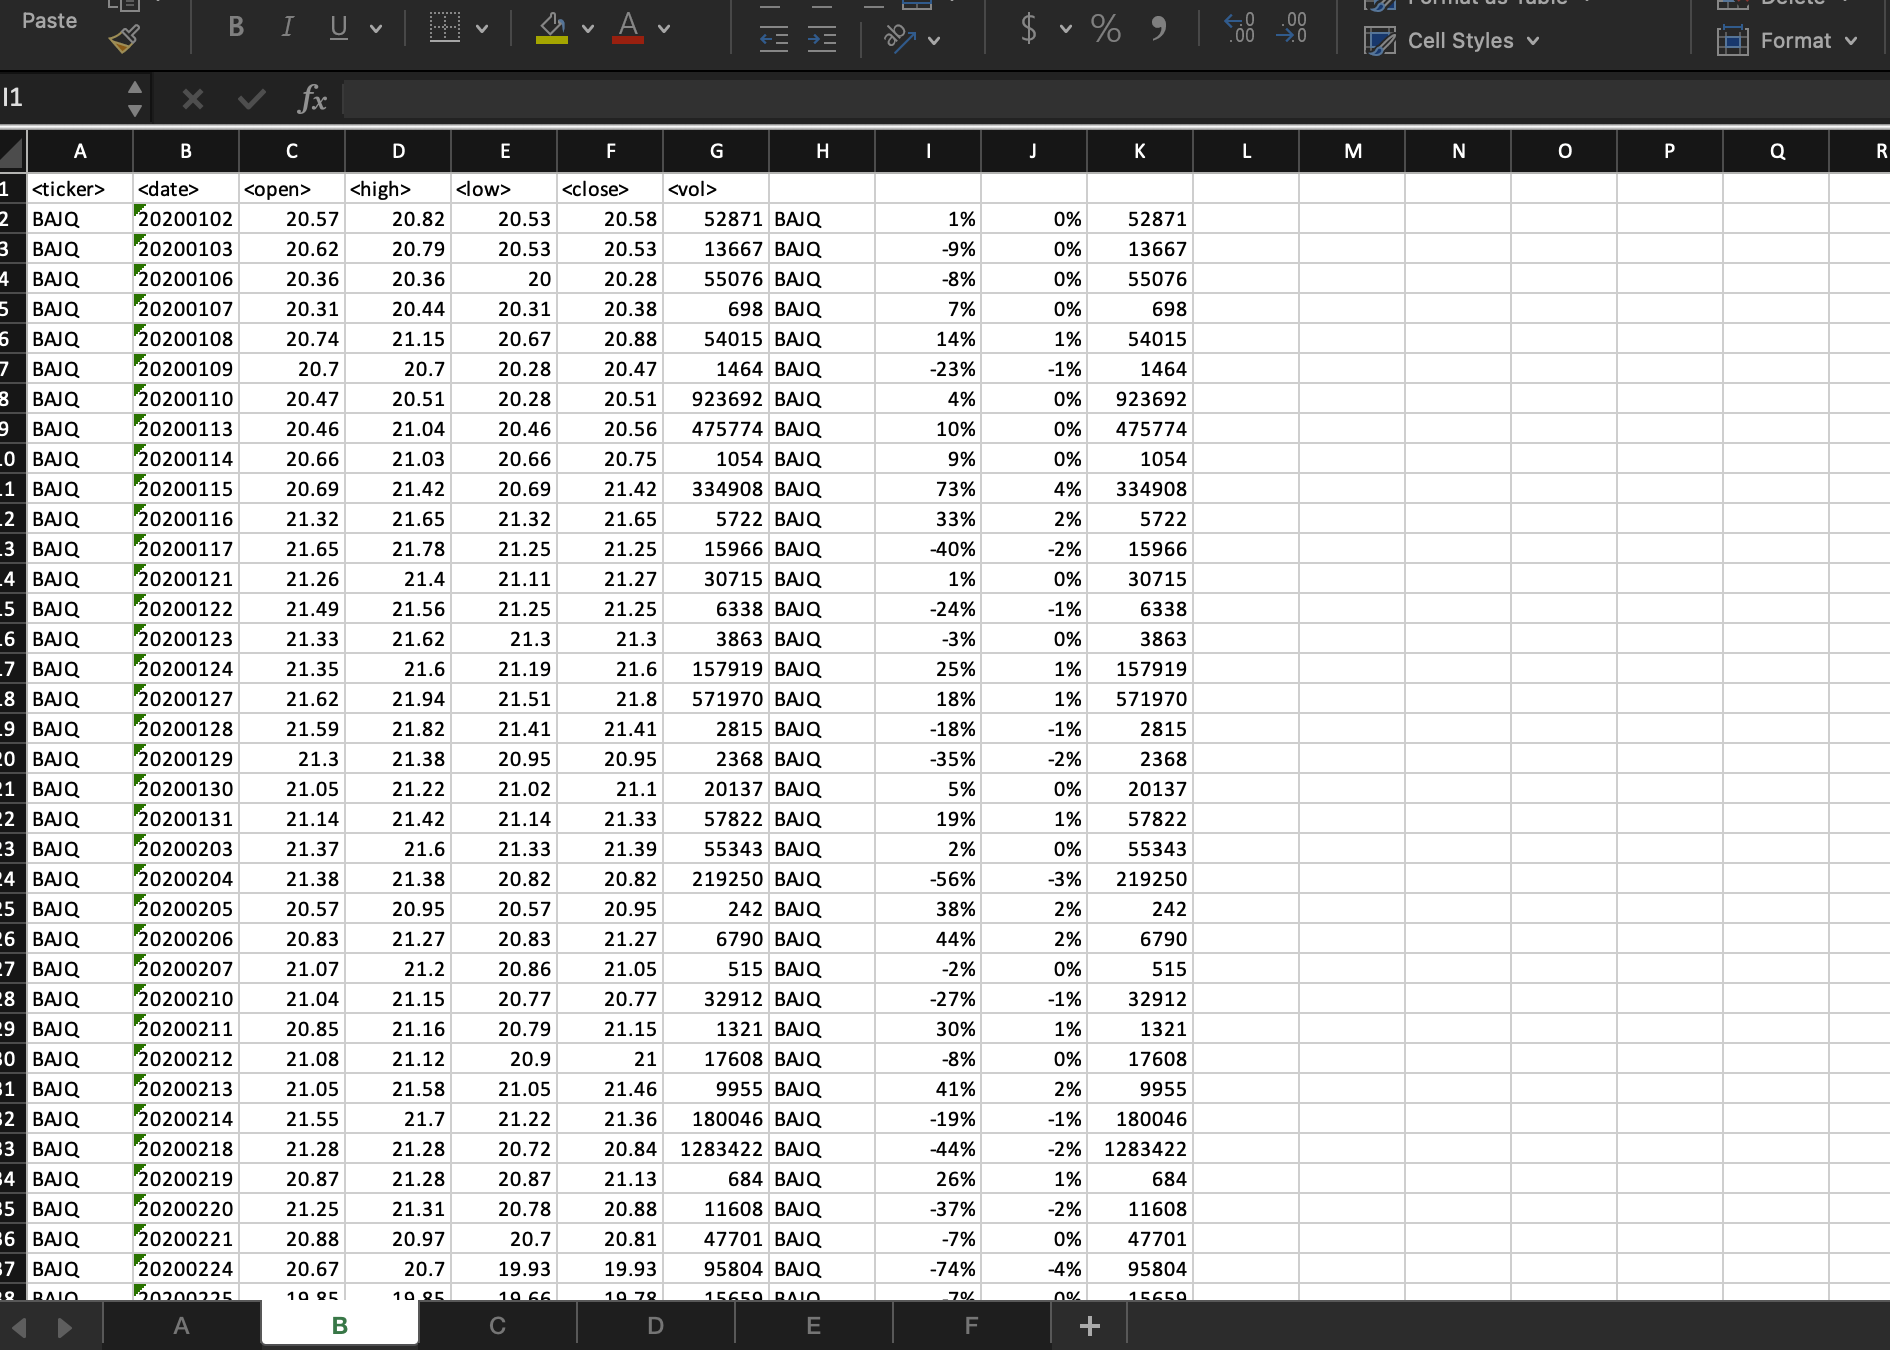 Paste B I U A $ % 9 Cell Styles Format
I1 fx
A B C D E F G H I J K L M N O P Q R
1 <ticker> <date> <open> <high> <low> <close> <vol>
2 BAJQ 20200102 20.57 20.82 20.53 20.58 52871 BAJQ 1% 0% 52871
3 BAJQ 20200103 20.62 20.79 20.53 20.53 13667 BAJQ -9% 0% 13667
4 BAJQ 20200106 20.36 20.36 20 20.28 55076 BAJQ -8% 0% 55076
5 BAJQ 20200107 20.31 20.44 20.31 20.38 698 BAJQ 7% 0% 698
6 BAJQ 20200108 20.74 21.15 20.67 20.88 54015 BAJQ 14% 1% 54015
7 BAJQ 20200109 20.7 20.7 20.28 20.47 1464 BAJQ -23% -1% 1464
8 BAJQ 20200110 20.47 20.51 20.28 20.51 923692 BAJQ 4% 0% 923692
9 BAJQ 20200113 20.46 21.04 20.46 20.56 475774 BAJQ 10% 0% 475774
0 BAJQ 20200114 20.66 21.03 20.66 20.75 1054 BAJQ 9% 0% 1054
1 BAJQ 20200115 20.69 21.42 20.69 21.42 334908 BAJQ 73% 4% 334908
2 BAJQ 20200116 21.32 21.65 21.32 21.65 5722 BAJQ 33% 2% 5722
3 BAJQ 20200117 21.65 21.78 21.25 21.25 15966 BAJQ -40% -2% 15966
4 BAJQ 20200121 21.26 21.4 21.11 21.27 30715 BAJQ 1% 0% 30715
5 BAJQ 20200122 21.49 21.56 21.25 21.25 6338 BAJQ -24% -1% 6338
6 BAJQ 20200123 21.33 21.62 21.3 21.3 3863 BAJQ -3% 0% 3863
7 BAJQ 20200124 21.35 21.6 21.19 21.6 157919 BAJQ 25% 1% 157919
8 BAJQ 20200127 21.62 21.94 21.51 21.8 571970 BAJQ 18% 1% 571970
9 BAJQ 20200128 21.59 21.82 21.41 21.41 2815 BAJQ -18% -1% 2815
20 BAJQ 20200129 21.3 21.38 20.95 20.95 2368 BAJQ -35% -2% 2368
21 BAJQ 20200130 21.05 21.22 21.02 21.1 20137 BAJQ 5% 0% 20137
22 BAJQ 20200131 21.14 21.42 21.14 21.33 57822 BAJQ 19% 1% 57822
23 BAJQ 20200203 21.37 21.6 21.33 21.39 55343 BAJQ 2% 0% 55343
24 BAJQ 20200204 21.38 21.38 20.82 20.82 219250 BAJQ -56% -3% 219250
25 BAJQ 20200205 20.57 20.95 20.57 20.95 242 BAJQ 38% 2% 242
26 BAJQ 20200206 20.83 21.27 20.83 21.27 6790 BAJQ 44% 2% 6790
27 BAJQ 20200207 21.07 21.2 20.86 21.05 515 BAJQ -2% 0% 515
28 BAJQ 20200210 21.04 21.15 20.77 20.77 32912 BAJQ -27% -1% 32912
29 BAJQ 20200211 20.85 21.16 20.79 21.15 1321 BAJQ 30% 1% 1321
30 BAJQ 20200212 21.08 21.12 20.9 21 17608 BAJQ -8% 0% 17608
31 BAJQ 20200213 21.05 21.58 21.05 21.46 9955 BAJQ 41% 2% 9955
32 BAJQ 20200214 21.55 21.7 21.22 21.36 180046 BAJQ -19% -1% 180046
33 BAJQ 20200218 21.28 21.28 20.72 20.84 1283422 BAJQ -44% -2% 1283422
34 BAJQ 20200219 20.87 21.28 20.87 21.13 684 BAJQ 26% 1% 684
35 BAJQ 20200220 21.25 21.31 20.78 20.88 11608 BAJQ -37% -2% 11608
36 BAJQ 20200221 20.88 20.97 20.7 20.81 47701 BAJQ -7% 0% 47701
37 BAJQ 20200224 20.67 20.7 19.93 19.93 95804 BAJQ -74% -4% 95804
38 BAJQ 20200225 19.85 19.85 19.66 19.78 15659 BAJQ -7% 0% 15659
A B C D E F +